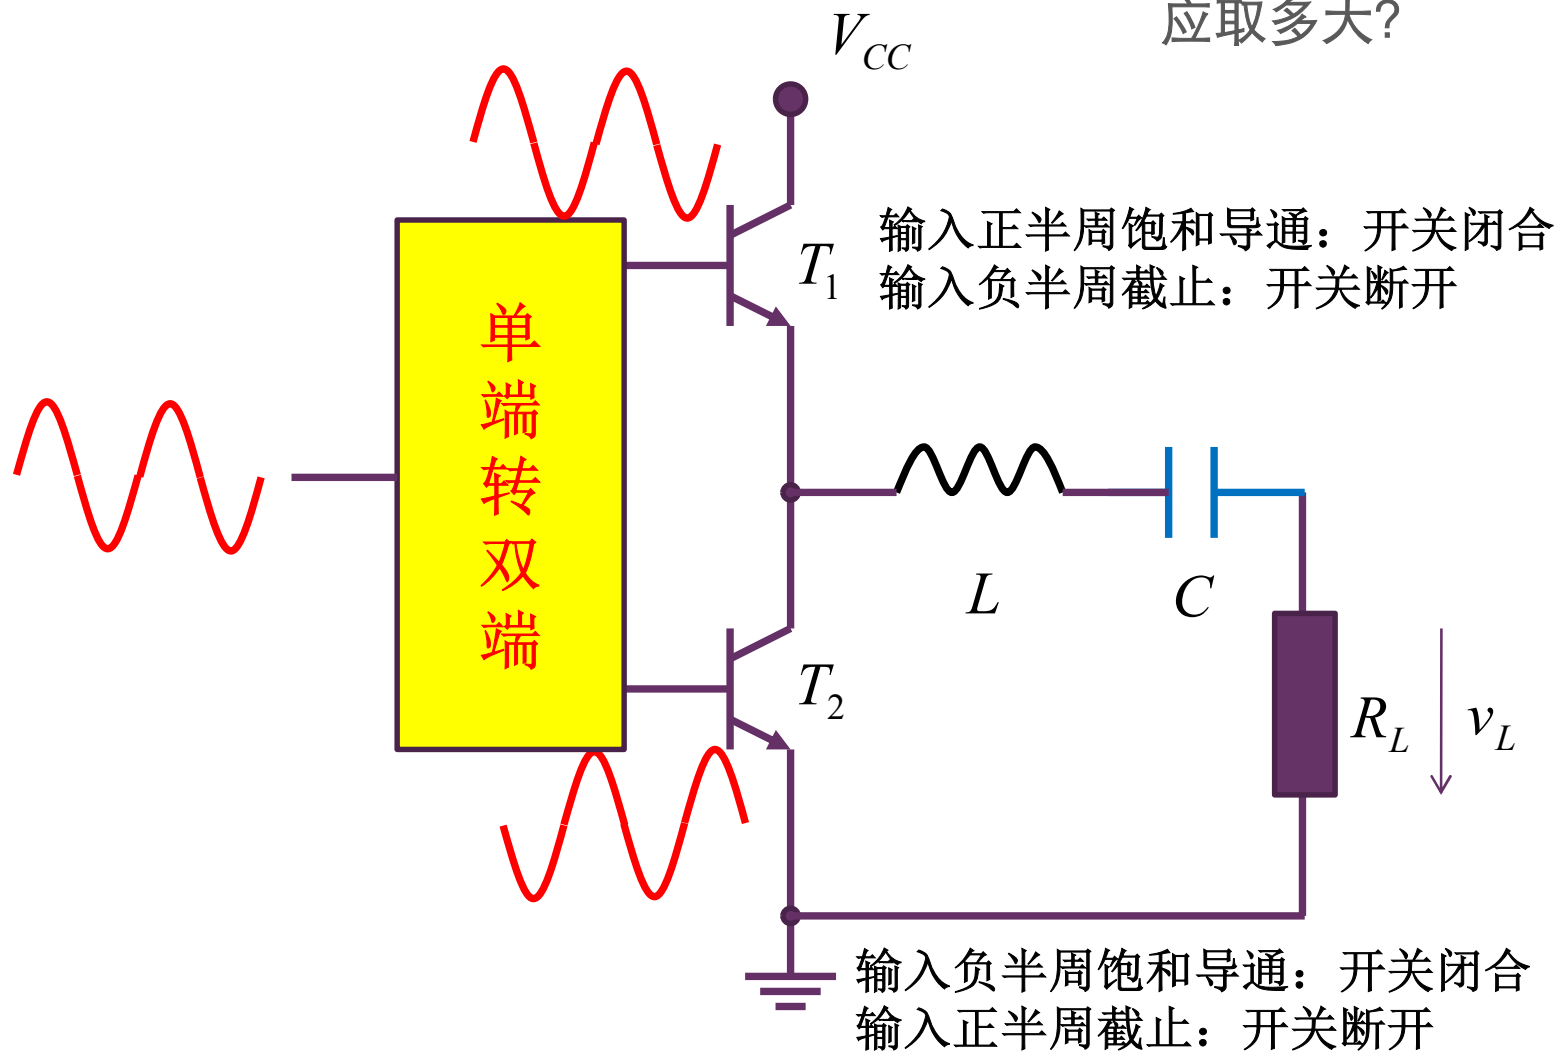 应取多大?
V_CC
输入正半周饱和导通：开关闭合
T_1
输入负半周截止：开关断开
单端转双端
L
C
T_2
R_L
v_L
输入负半周饱和导通：开关闭合
输入正半周截止：开关断开